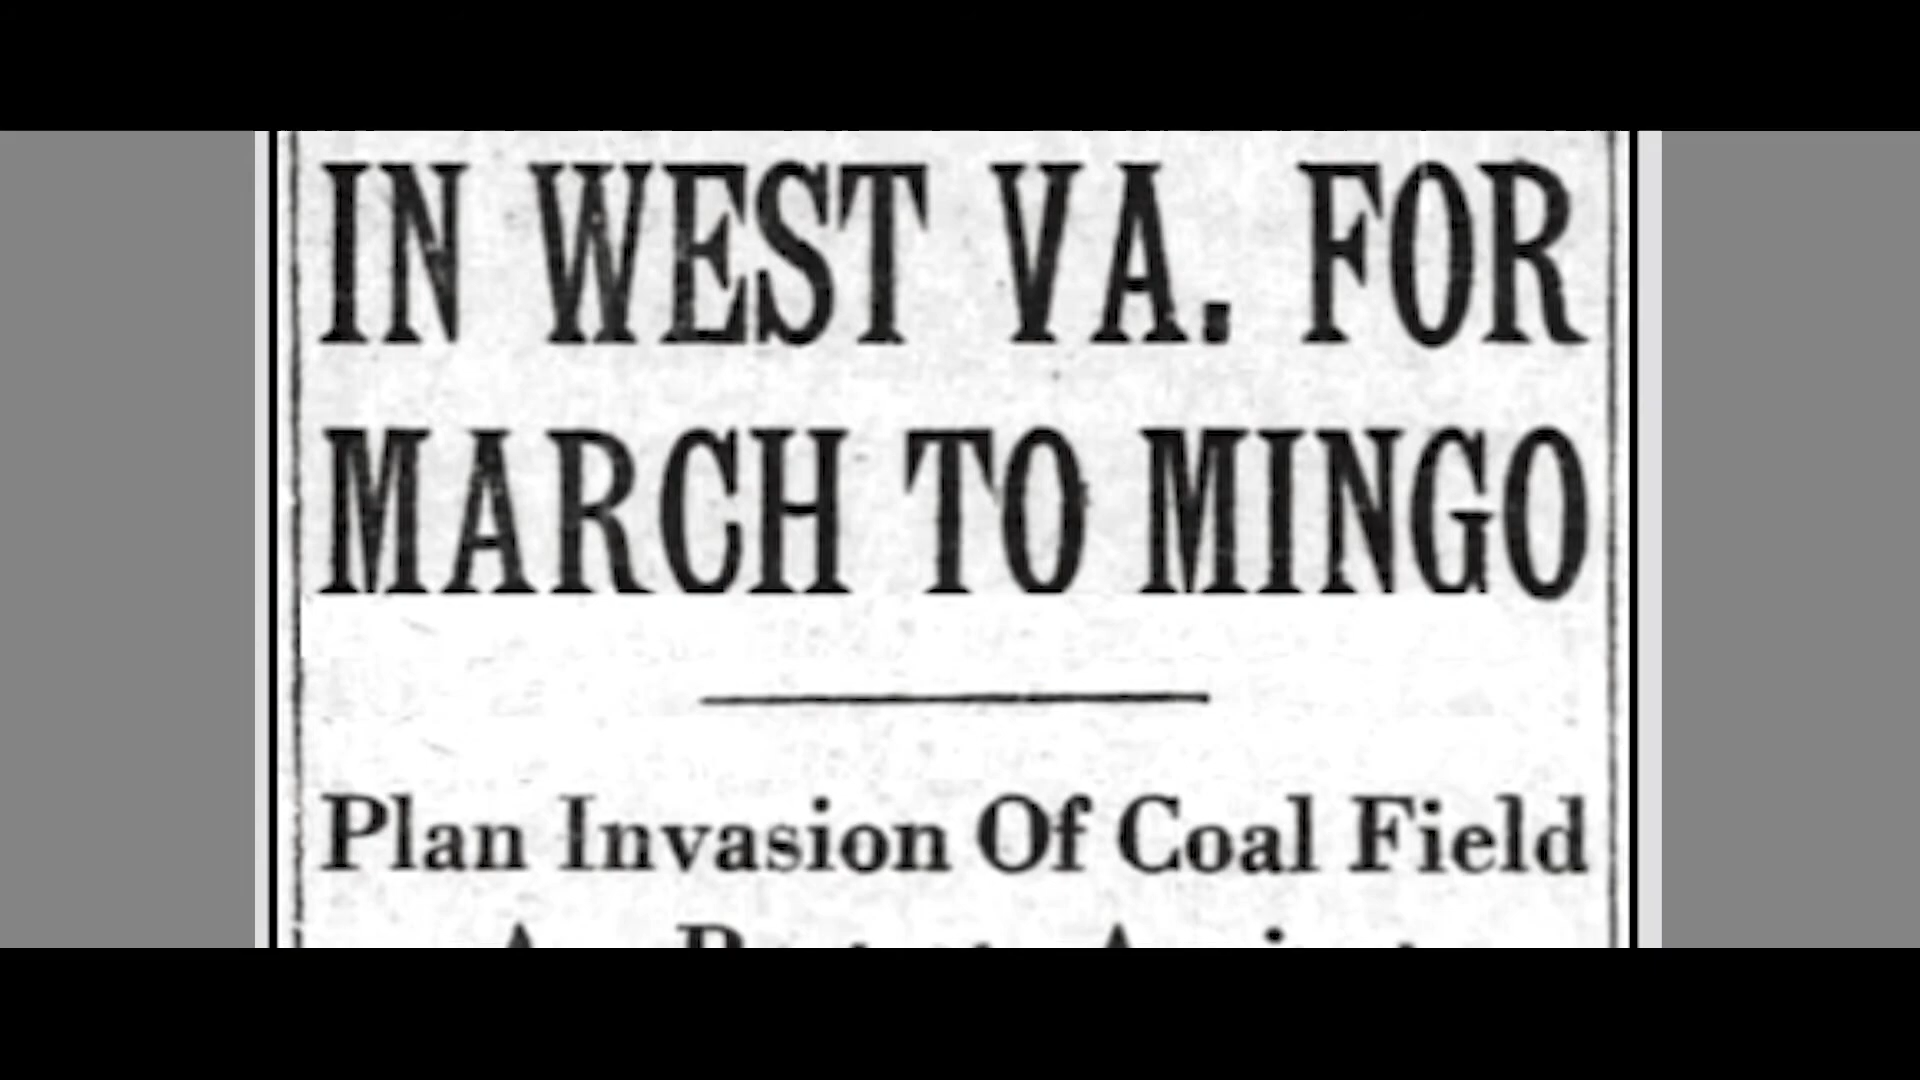 IN WEST VA. FOR
MARCH TO MINGO
Plan Invasion Of Coal Field